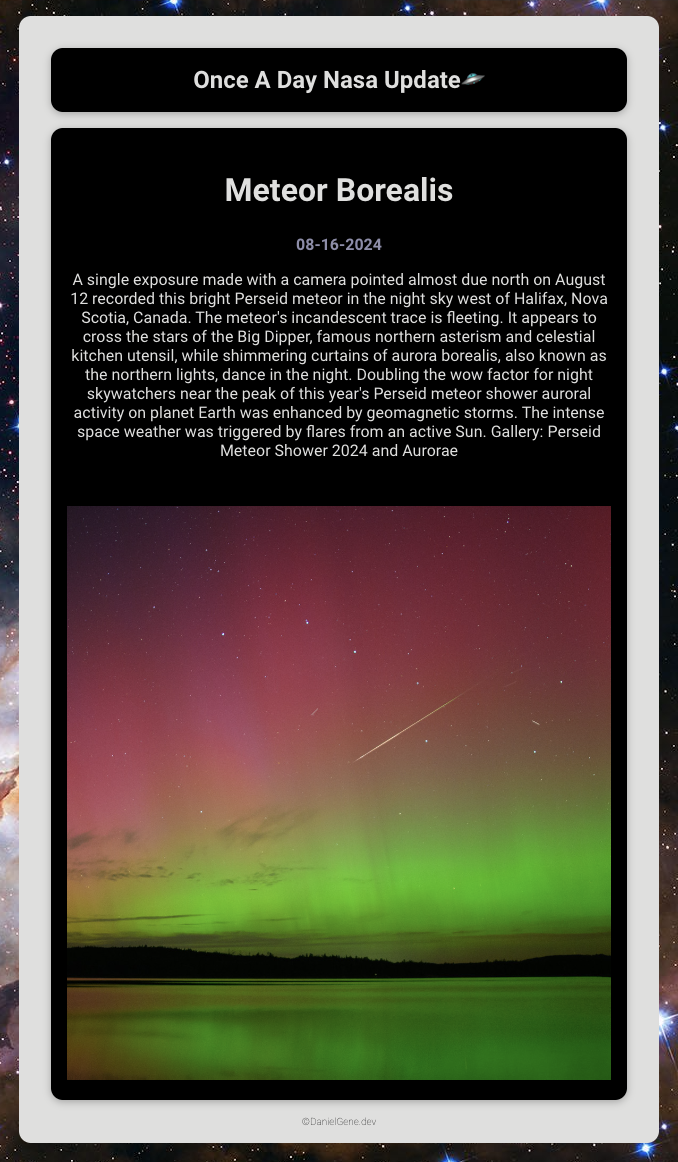 Once A Day Nasa Update🛸
Meteor Borealis
08-16-2024
A single exposure made with a camera pointed almost due north on August
12 recorded this bright Perseid meteor in the night sky west of Halifax, Nova
Scotia, Canada. The meteor's incandescent trace is fleeting. It appears to
cross the stars of the Big Dipper, famous northern asterism and celestial
kitchen utensil, while shimmering curtains of aurora borealis, also known as
the northern lights, dance in the night. Doubling the wow factor for night
skywatchers near the peak of this year's Perseid meteor shower auroral
activity on planet Earth was enhanced by geomagnetic storms. The intense
space weather was triggered by flares from an active Sun. Gallery: Perseid
Meteor Shower 2024 and Aurorae
©DanielGene.dev